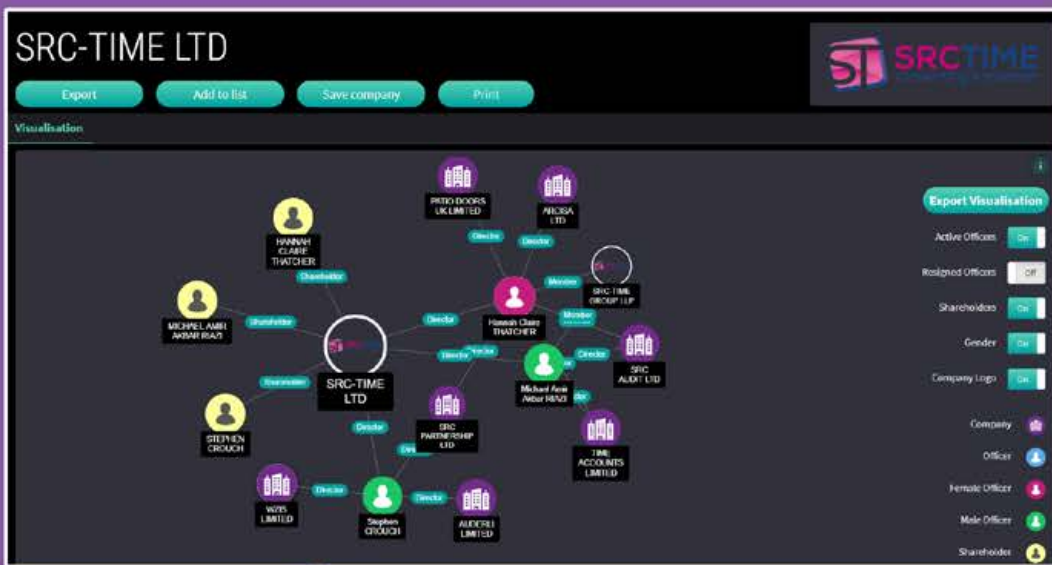 SRC-TIME LTD
SRCTIME
Export
Add to list
Save company
Print
Visualisation
Export Visualisation
Active Officers
On
Resigned Officers
Off
Shareholders
On
Gender
On
Company Logo
On
Company
Officer
Female Officer
Male Officer
Shareholder
PATIO DOORS
UK LIMITED
ARCISA
LTD
Director
Director
HANNAH
CLAIRE
THATCHER
Shareholder
Member
SRC-TIME
GROUP LLP
MICHAEL AMIR
AKBAR RIAZI
Shareholder
Director
Hannah Claire
THATCHER
Member
SRC-TIME
LTD
Director
Director
Director
SRC
AUDIT LTD
Michael Amir
Akbar RIAZI
Shareholder
STEPHEN
CROUCH
Director
SRC
PARTNERSHIP
LTD
TIME
ACCOUNTS
LIMITED
Director
LIMITED
Director
Stephen
CROUCH
Director
AUDERLI
LIMITED